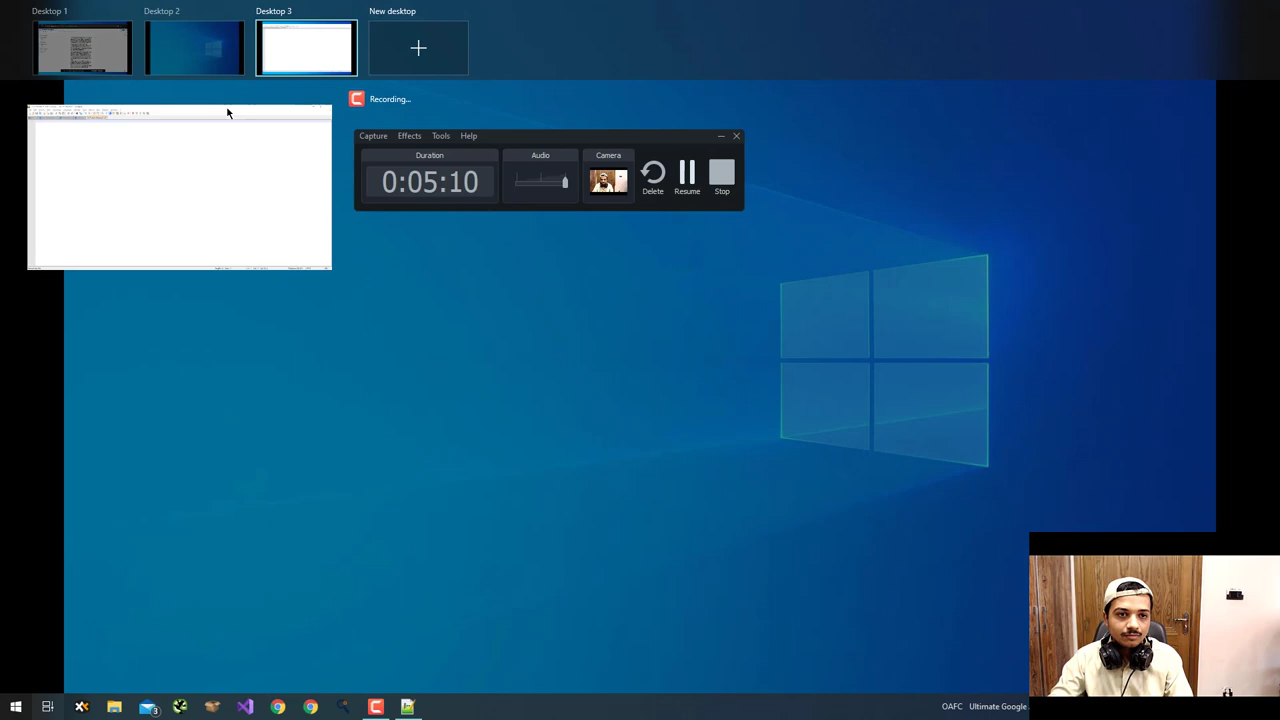 Desktop 1
Desktop 2
Desktop 3
New desktop
Recording...
Capture
Effects
Tools
Help
Duration
Audio
Camera
0:05:10
Delete
Resume
Stop
3
OAFC
Ultimate Google